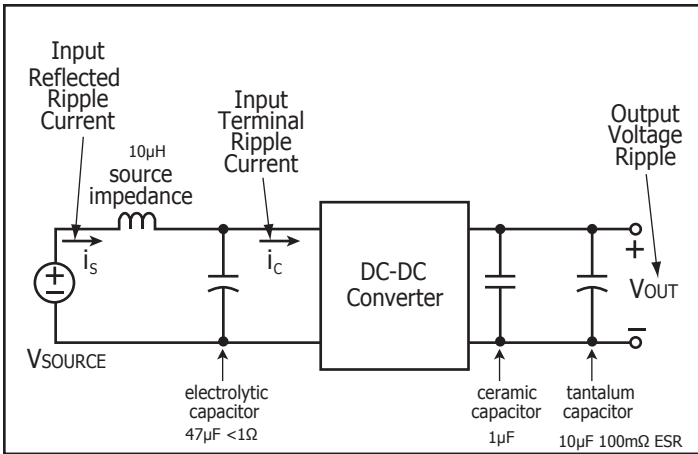 Input
Reflected
Ripple
Current
10µH
source
impedance
Input
Terminal
Ripple
Current
Output
Voltage
Ripple
iS
iC
DC-DC
Converter
+
VOUT
−
+
−
VSOURCE
electrolytic
capacitor
47µF <1Ω
ceramic
capacitor
1µF
tantalum
capacitor
10µF 100mΩ ESR